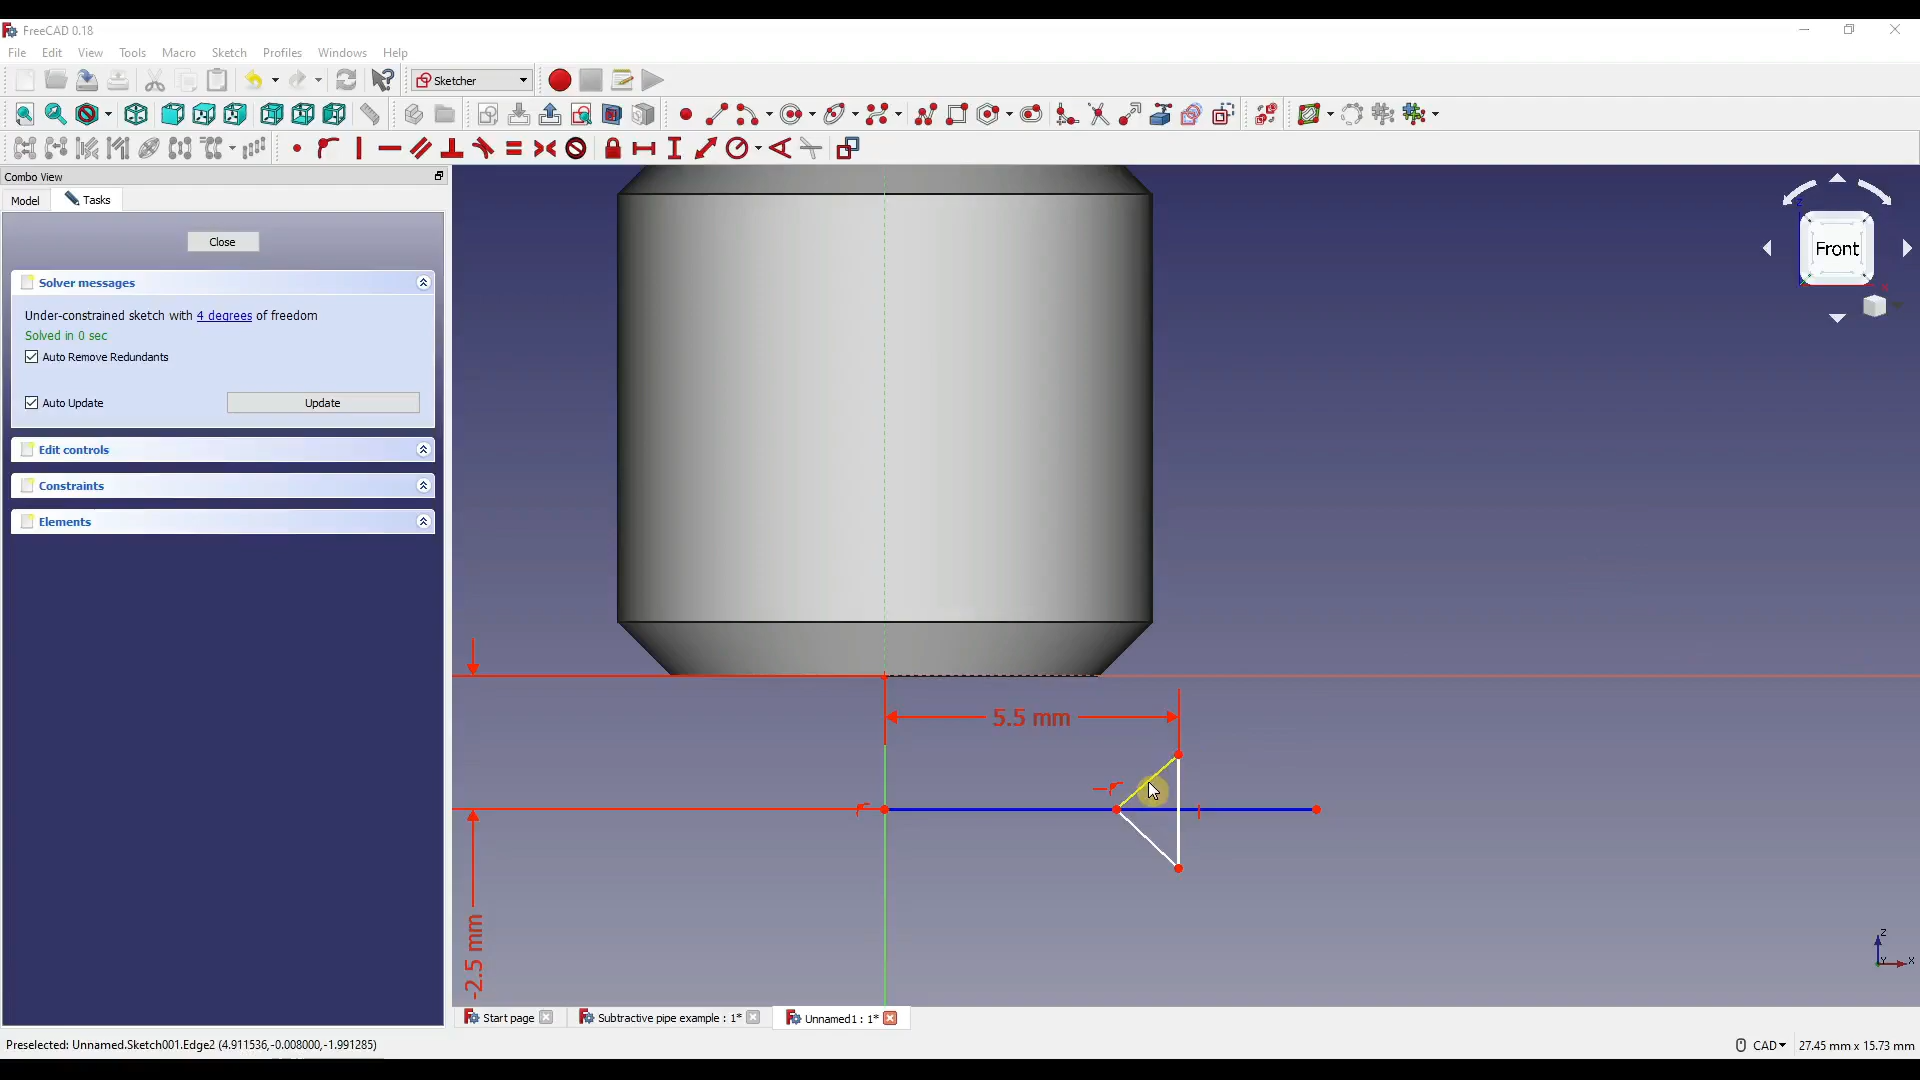 FreeCAD 0.18
File Edit View Tools Macro Sketch Profiles Windows Help
Sketcher
Combo View
Model Tasks
Close
Solver messages
Under-constrained sketch with 4 degrees of freedom
Solved in 0 sec
Auto Remove Redundants
Auto Update Update
Edit controls
Constraints
Elements
Front
5.5 mm
-2.5 mm
Z
Y X
Start page Subtractive pipe example : 1* Unnamed1 : 1*
Preselected: Unnamed.Sketch001.Edge2 (4.911536,-0.008000,-1.991285) CAD 27.45 mm x 15.73 mm